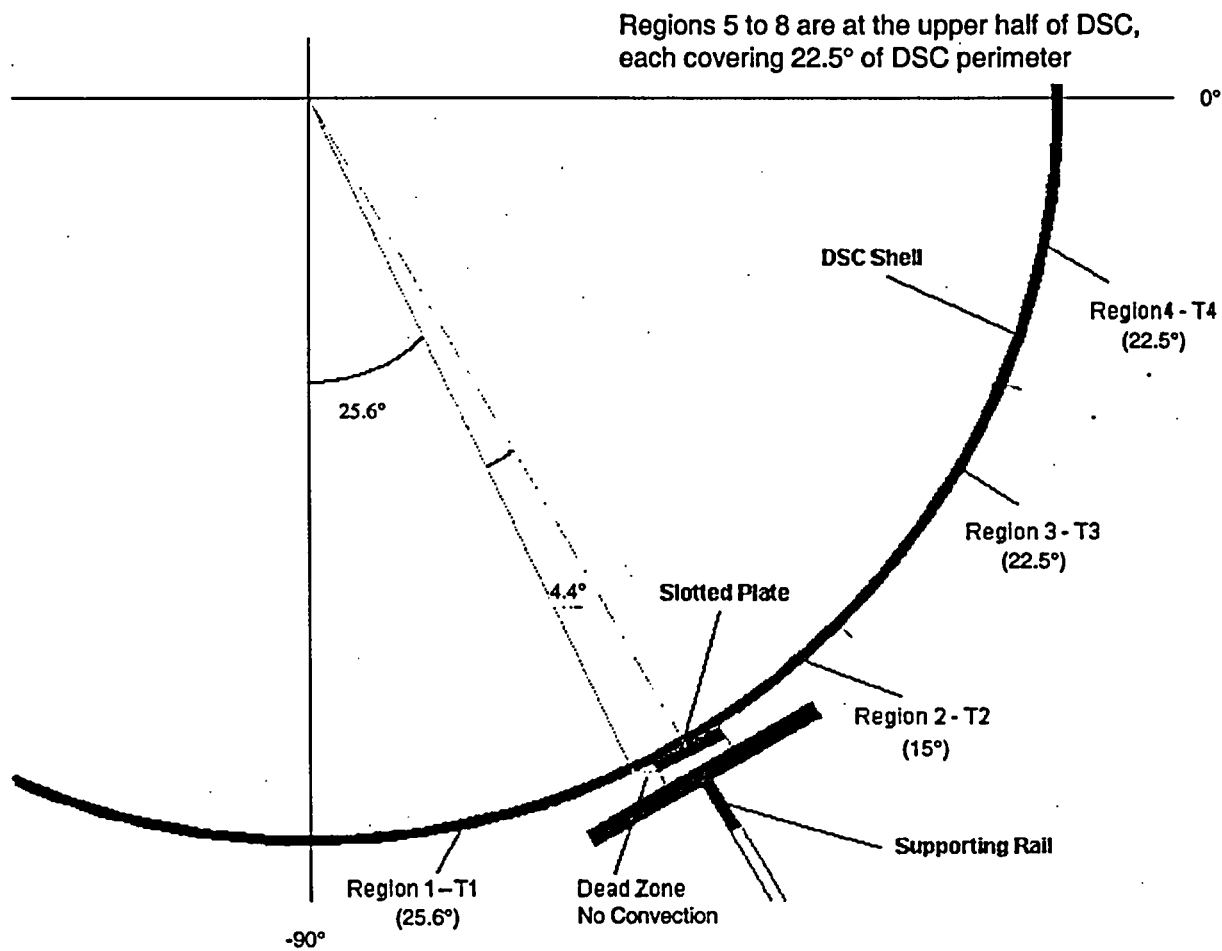 Regions 5 to 8 are at the upper half of DSC,
each covering 22.5° of DSC perimeter
0°
DSC Shell
Region4 - T4
(22.5°)
25.6°
Region 3 - T3
(22.5°)
4.4°
Slotted Plate
Region 2 - T2
(15°)
Supporting Rail
Region 1-T1
(25.6°)
Dead Zone
No Convection
-90°